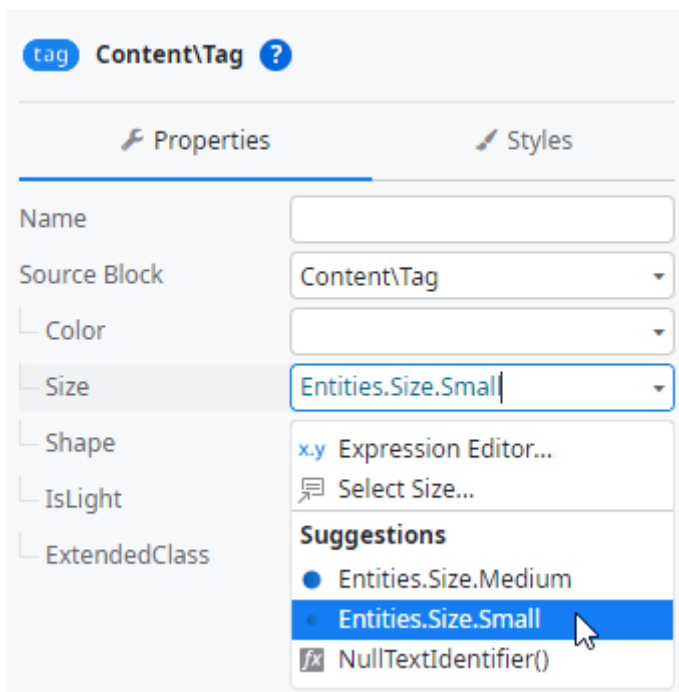 tag Content\Tag ?
Properties Styles
Name
Source Block Content\Tag
Color
Size Entities.Size.Small
Shape
x.y Expression Editor...
IsLight
Select Size...
Suggestions
ExtendedClass
Entities.Size.Medium
Entities.Size.Small
fx NullTextIdentifier()